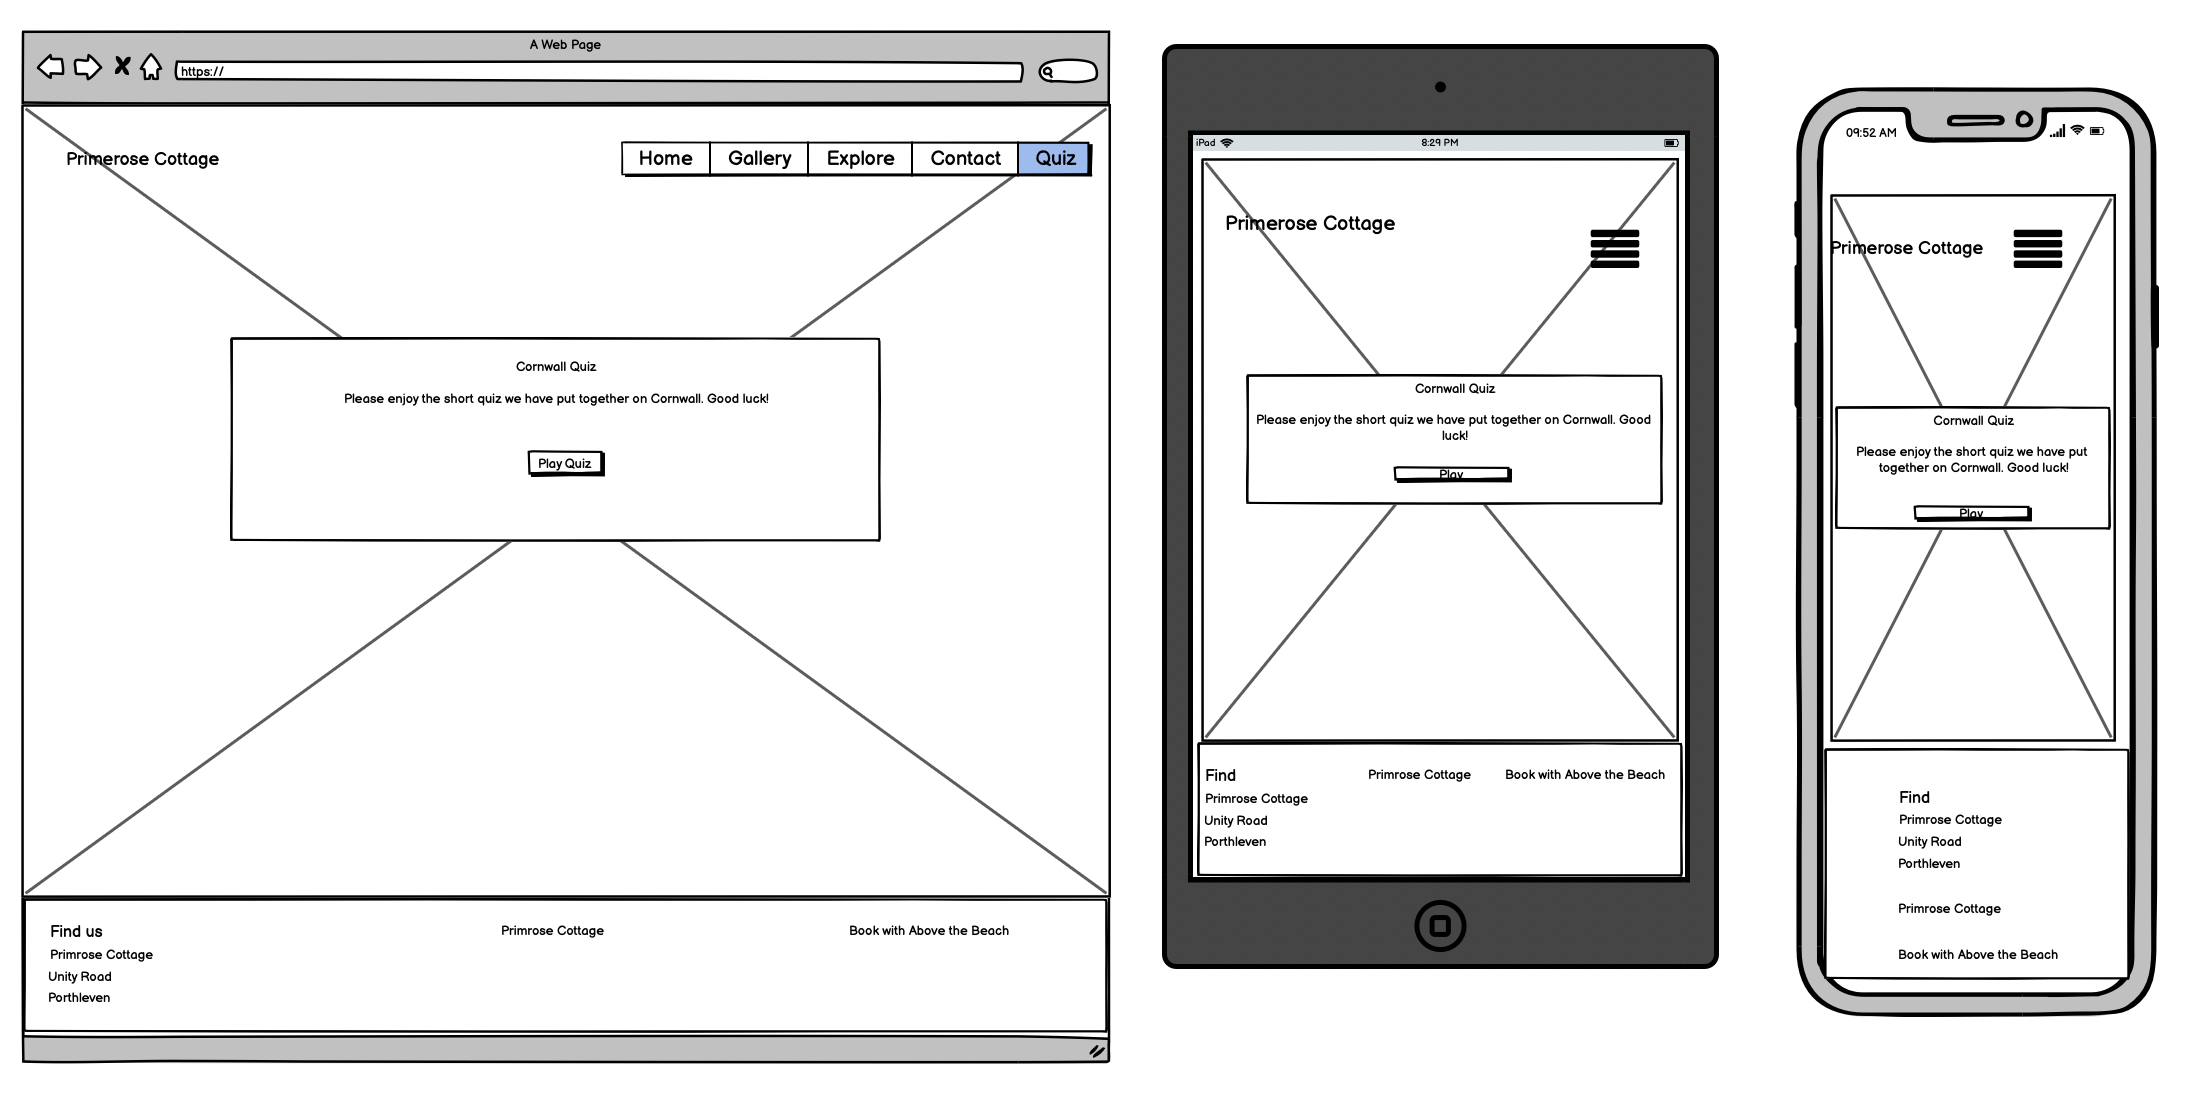 A Web Page
https://
Primerose Cottage
Home Gallery Explore Contact Quiz
Cornwall Quiz
Please enjoy the short quiz we have put together on Cornwall. Good luck!
Play Quiz
Find us
Primrose Cottage
Unity Road
Porthleven
Primrose Cottage
Book with Above the Beach
iPad 8:29 PM
Primerose Cottage
Cornwall Quiz
Please enjoy the short quiz we have put together on Cornwall. Good
luck!
Play
Find
Primrose Cottage
Unity Road
Porthleven
Primrose Cottage
Book with Above the Beach
09:52 AM
Primerose Cottage
Cornwall Quiz
Please enjoy the short quiz we have put
together on Cornwall. Good luck!
Play
Find
Primrose Cottage
Unity Road
Porthleven
Primrose Cottage
Book with Above the Beach